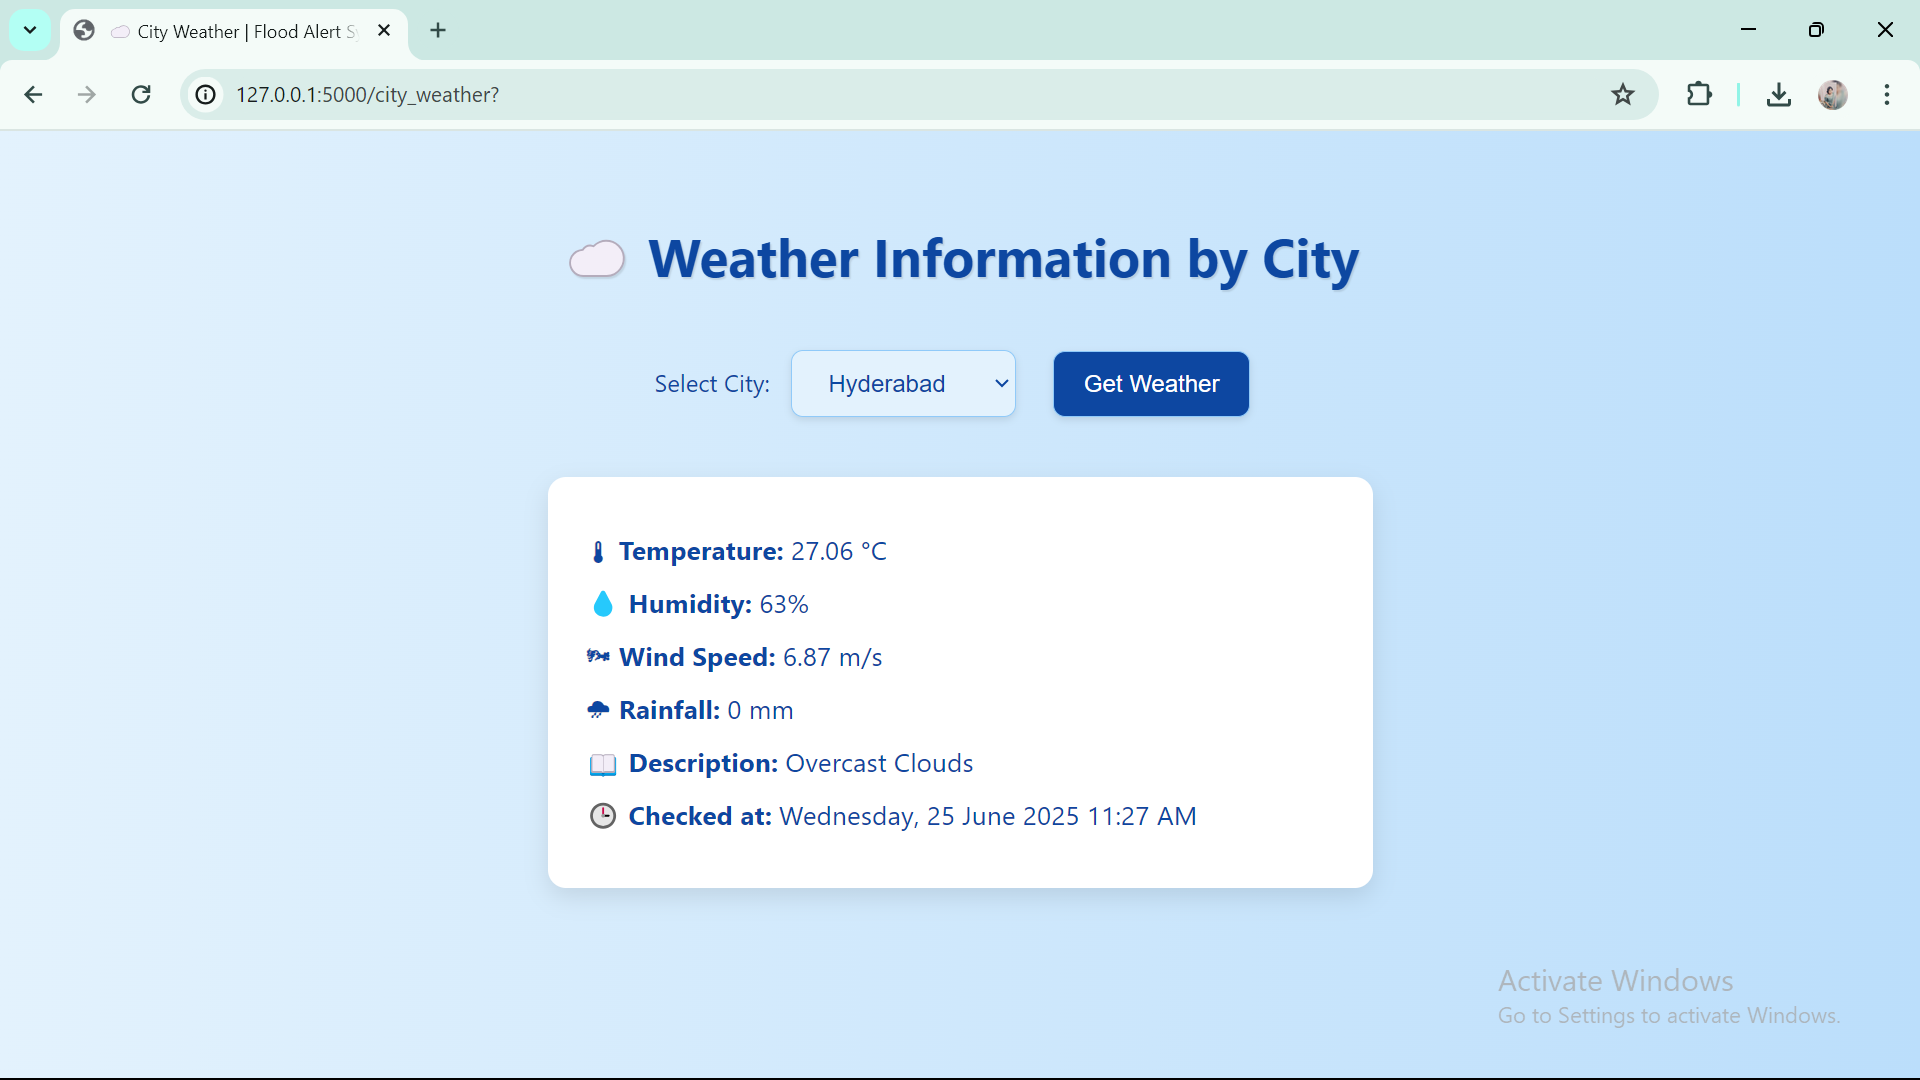 City Weather | Flood Alert S
127.0.0.1:5000/city_weather?
Weather Information by City
Select City: Hyderabad Get Weather
Temperature: 27.06 °C
Humidity: 63%
Wind Speed: 6.87 m/s
Rainfall: 0 mm
Description: Overcast Clouds
Checked at: Wednesday, 25 June 2025 11:27 AM
Activate Windows
Go to Settings to activate Windows.